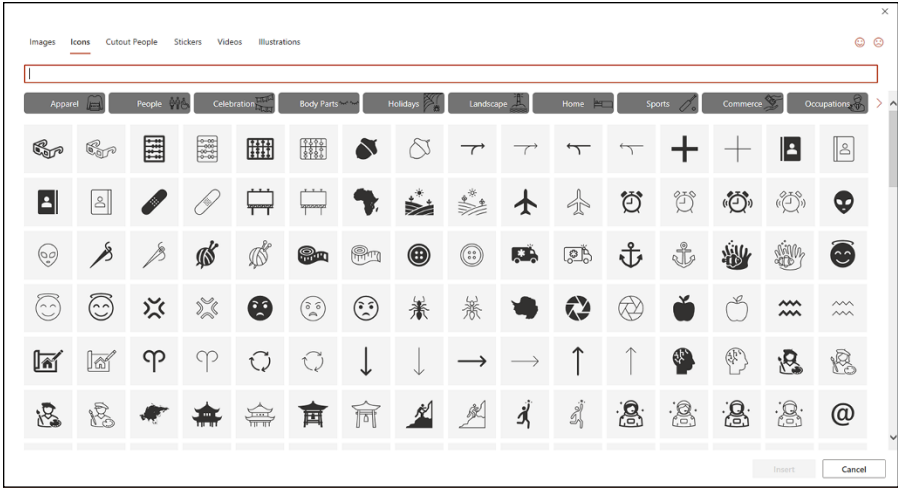 Images Icons Cutout People Stickers Videos Illustrations
Apparel People Celebration Body Parts Holidays Landscape Home Sports Commerce Occupations
@
Insert Cancel